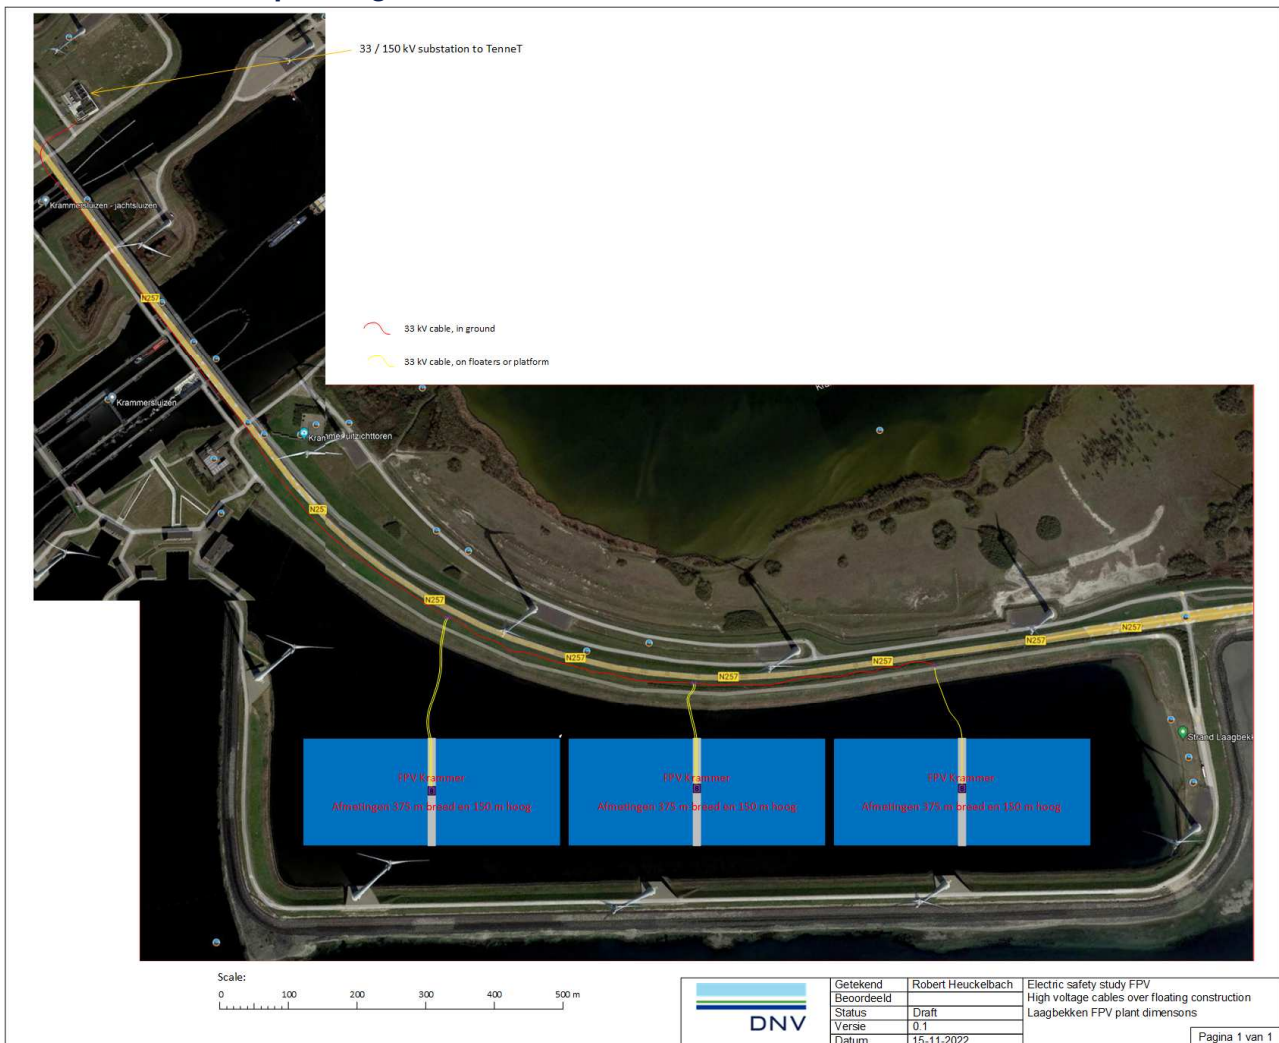 33 / 150 kV substation to TenneT
Krammersluizen - jachtsluizen
N257
33 kV cable, in ground
33 kV cable, on floaters or platform
Krammersluizen
N257
N257
N257
N257
N257
N257
Strand Laagbekk
FPV Krammer
FPV Krammer
FPV Krammer
Afmetingen 375 m breed en 150 m hoog
Afmetingen 375 m breed en 150 m hoog
Afmetingen 375 m breed en 150 m hoog
Scale:
0 100 200 300 400 500 m
DNV
Getekend Robert Heuckelbach
Beoordeeld
Status Draft
Versie 0.1
Datum 15-11-2022
Electric safety study FPV
High voltage cables over floating construction
Laagbekken FPV plant dimensons
Pagina 1 van 1